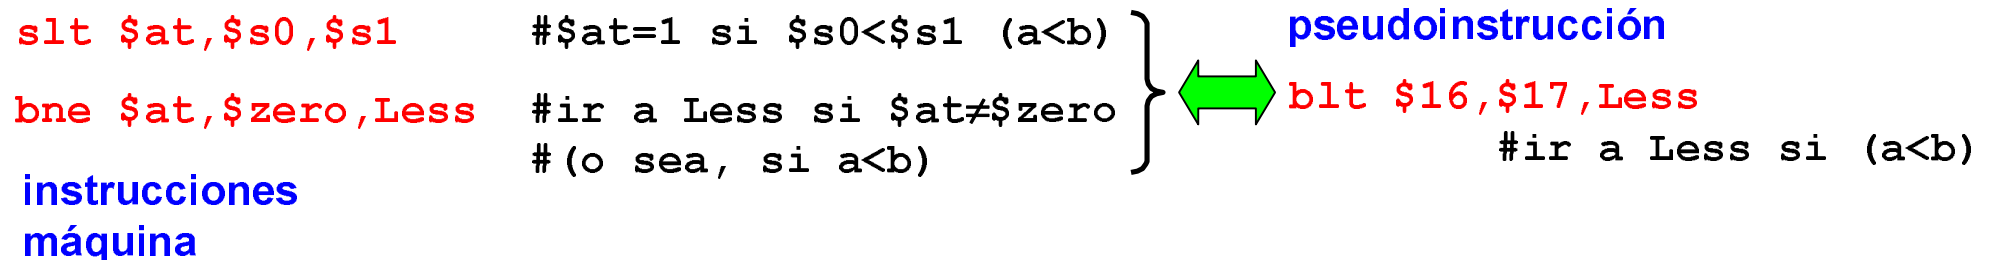 slt $at,$s0,$s1 #$at=1 si $s0<$s1 (a<b)
bne $at,$zero,Less #ir a Less si $at≠$zero
#(o sea, si a<b)
instrucciones
máquina
pseudoinstrucción
blt $16,$17,Less
#ir a Less si (a<b)